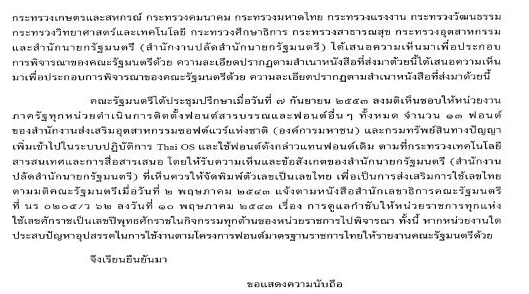 กระทรวงเกษตรและสหกรณ์ กระทรวงคมนาคม กระทรวงมหาดไทย กระทรวงแรงงาน กระทรวงวัฒนธรรม
กระทรวงวิทยาศาสตร์และเทคโนโลยี กระทรวงศึกษาธิการ กระทรวงสาธารณสุข กระทรวงอุตสาหกรรม
และสำนักนายกรัฐมนตรี (สำนักงานปลัดสำนักนายกรัฐมนตรี) ได้เสนอความเห็นมาเพื่อประกอบ
การพิจารณาของคณะรัฐมนตรีด้วย ความละเอียดปรากฏตามสำเนาหนังสือที่ส่งมาด้วยนี้ได้เสนอความเห็น
มาเพื่อประกอบการพิจารณาของคณะรัฐมนตรีด้วย ความละเอียดปรากฏตามสำเนาหนังสือที่ส่งมาด้วยนี้
คณะรัฐมนตรีได้ประชุมปรึกษาเมื่อวันที่ ๗ กันยายน ๒๕๕๓ ลงมติเห็นชอบให้หน่วยงาน
ภาครัฐทุกหน่วยดำเนินการติดตั้งฟอนต์สารบรรณและฟอนต์อื่นๆ ทั้งหมด จำนวน ๑๓ ฟอนต์
ของสำนักงานส่งเสริมอุตสาหกรรมซอฟต์แวร์แห่งชาติ (องค์การมหาชน) และกรมทรัพย์สินทางปัญญา
เพิ่มเข้าไปในระบบปฏิบัติการ Thai OS และใช้ฟอนต์ดังกล่าวแทนฟอนต์เดิม ตามที่กระทรวงเทคโนโลยี
สารสนเทศและการสื่อสารเสนอ โดยให้รับความเห็นและข้อสังเกตของสำนักนายกรัฐมนตรี (สำนักงาน
ปลัดสำนักนายกรัฐมนตรี) ที่เห็นควรให้จัดพิมพ์ตัวเลขเป็นเลขไทย เพื่อเป็นการส่งเสริมการใช้เลขไทย
ตามมติคณะรัฐมนตรีเมื่อวันที่ ๒ พฤษภาคม ๒๕๔๓ แจ้งตามหนังสือสำนักเลขาธิการคณะรัฐมนตรี
ที่ นร ๐๒๐๕/ว ๖๒ ลงวันที่ ๑๐ พฤษภาคม ๒๕๔๓ เรื่อง การดูแลกำชับให้หน่วยราชการทุกแห่ง
ใช้เลขศักราชเป็นเลขปีพุทธศักราชในกิจกรรมทุกด้านของหน่วยราชการไปพิจารณา ทั้งนี้ หากหน่วยงานใด
ประสบปัญหาอุปสรรคในการใช้งานตามโครงการฟอนต์มาตรฐานราชการไทยให้รายงานคณะรัฐมนตรีด้วย
จึงเรียนยืนยันมา
ขอแสดงความนับถือ